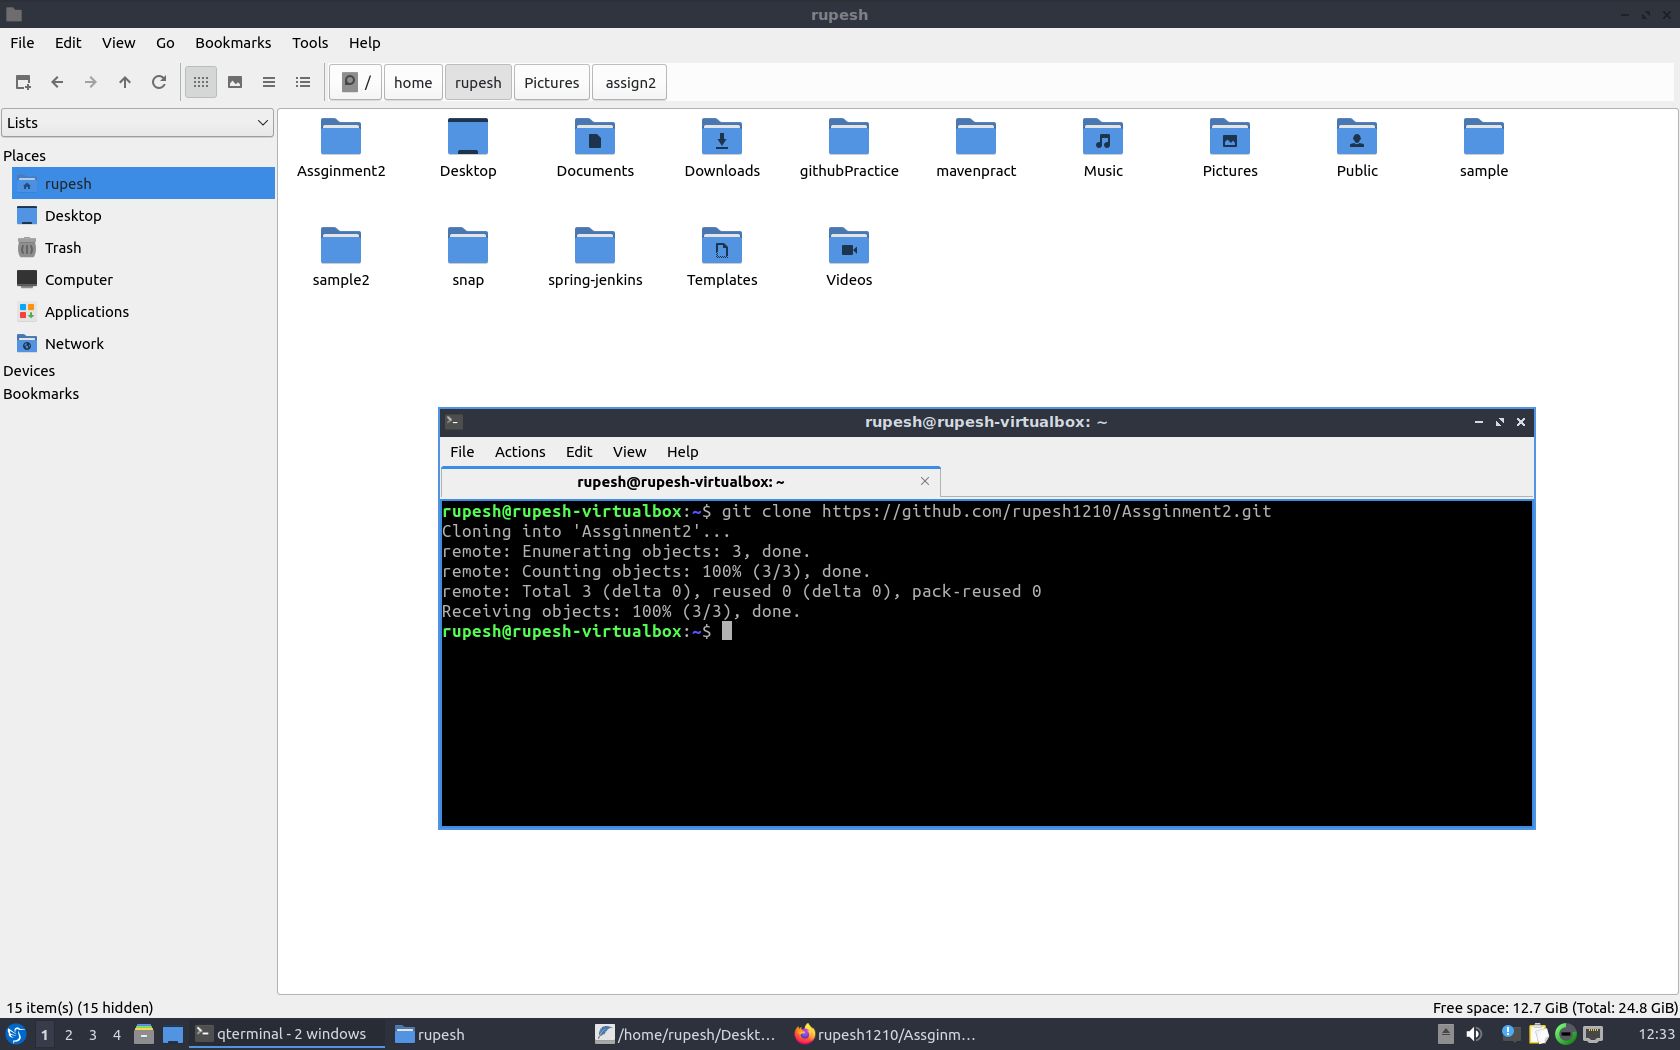 rupesh
File Edit View Go Bookmarks Tools Help
/ home rupesh Pictures assign2
Lists
Places
rupesh
Desktop
Trash
Computer
Applications
Network
Devices
Bookmarks
Assginment2 Desktop Documents Downloads githubPractice mavenpract Music Pictures Public sample
sample2 snap spring-jenkins Templates Videos
rupesh@rupesh-virtualbox: ~
File Actions Edit View Help
rupesh@rupesh-virtualbox: ~
rupesh@rupesh-virtualbox:~$ git clone https://github.com/rupesh1210/Assginment2.git
Cloning into 'Assginment2'...
remote: Enumerating objects: 3, done.
remote: Counting objects: 100% (3/3), done.
remote: Total 3 (delta 0), reused 0 (delta 0), pack-reused 0
Receiving objects: 100% (3/3), done.
rupesh@rupesh-virtualbox:~$
15 item(s) (15 hidden) Free space: 12.7 GiB (Total: 24.8 GiB)
1 2 3 4 qterminal - 2 windows rupesh /home/rupesh/Deskt... rupesh1210/Assginm... 12:33